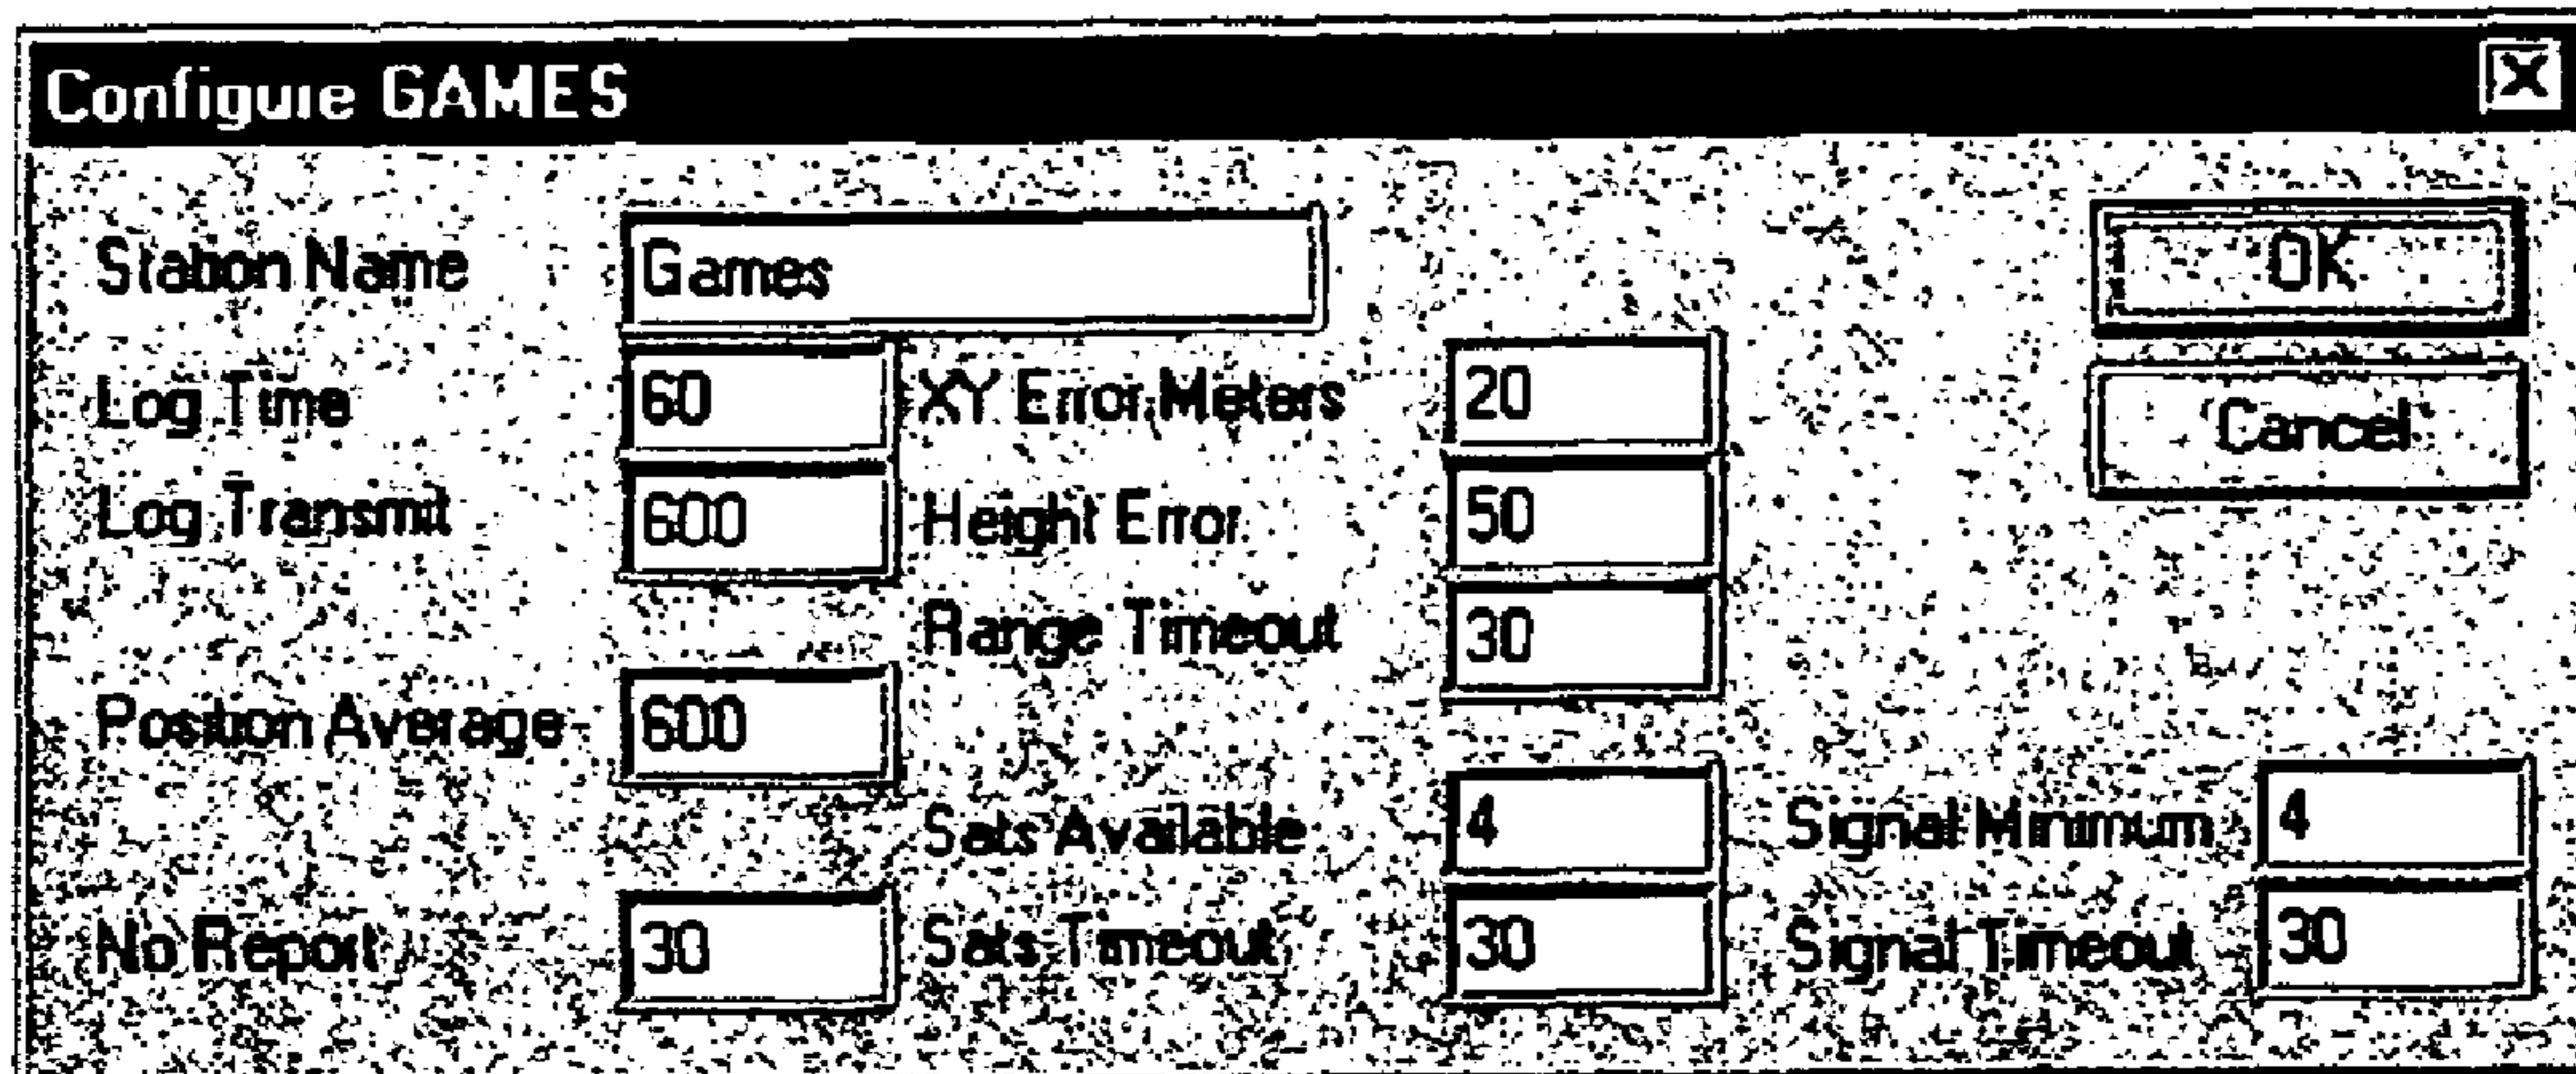 Configure GAMES
Station Name Games OK
Log Time 60 XY Error Meters 20 Cancel
Log Transmit 600 Height Error 50
Range Timeout 30
Position Average 600
Sats Available 4 Signal Minimum 4
No Report 30 Sats Timeout 30 Signal Timeout 30